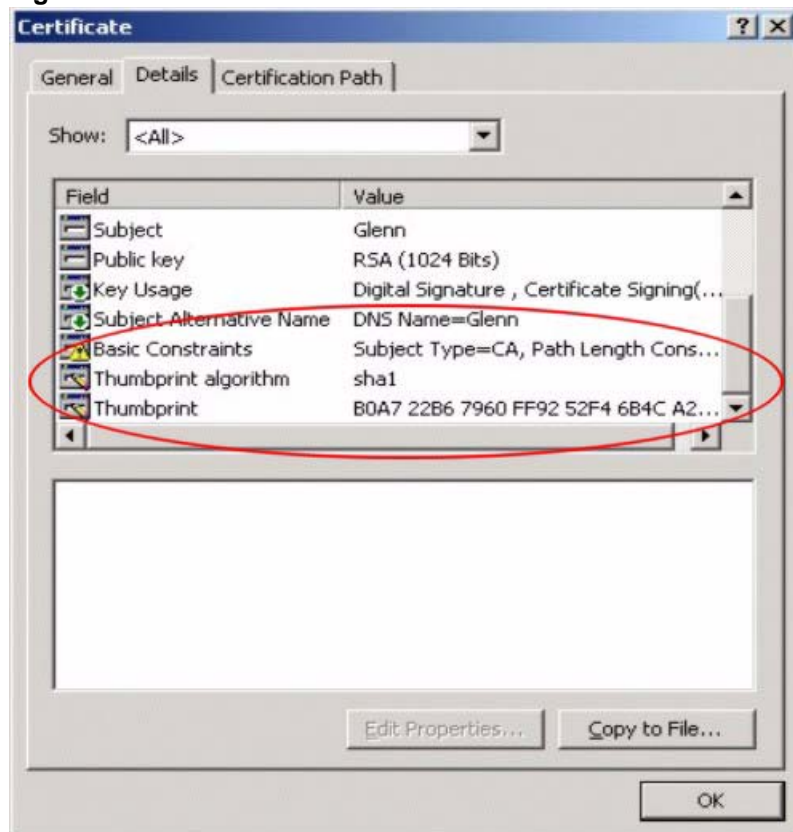 Certificate
General Details Certification Path
Show: <All>
Field Value
Subject Glenn
Public key RSA (1024 Bits)
Key Usage Digital Signature , Certificate Signing(...
Subject Alternative Name DNS Name=Glenn
Basic Constraints Subject Type=CA, Path Length Cons...
Thumbprint algorithm sha1
Thumbprint B0A7 22B6 7960 FF92 52F4 6B4C A2...
Edit Properties... Copy to File...
OK